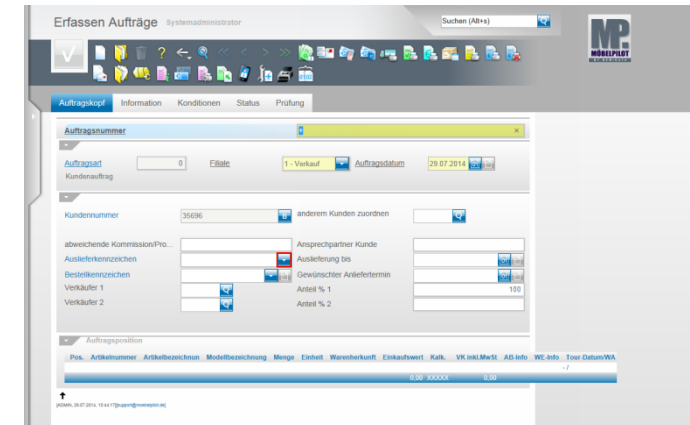 Erfassen Aufträge Systemadministrator
Suchen (Alt+s)
MP
MÖBELPILOT
Auftragskopf Information Konditionen Status Prüfung
Auftragsnummer ×
Auftragsart 0 Filiale 1 - Verkauf Auftragsdatum 29.07.2014
Kundenauftrag
Kundennummer 35696 anderem Kunden zuordnen
abweichende Kommission/Pro... Ansprechpartner Kunde
Auslieferkennzeichen Auslieferung bis
Bestellkennzeichen Gewünschter Anliefertermin
Verkäufer 1 Anteil % 1 100
Verkäufer 2 Anteil % 2
Auftragsposition
Pos. Artikelnummer Artikelbezeichnun Modellbezeichnung Menge Einheit Warenherkunft Einkaufswert Kalk. VK inkl.MwSt AB-Info WE-Info Tour-Datum/WA
- /
0,00 XXXXX 0,00